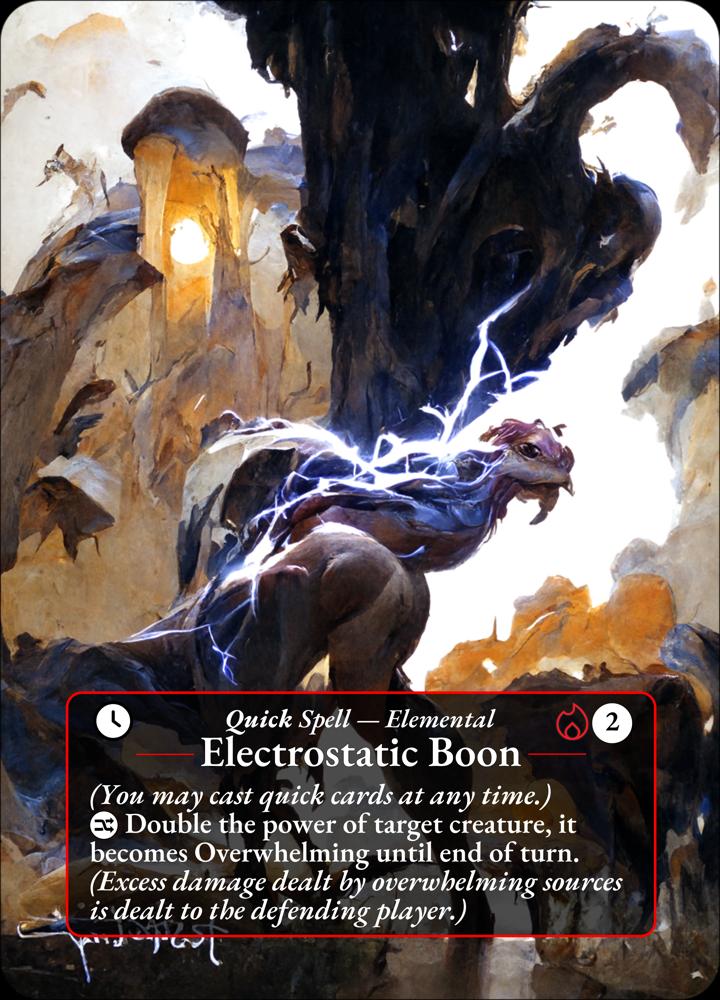 Quick Spell — Elemental
2
Electrostatic Boon
(You may cast quick cards at any time.)
Double the power of target creature, it
becomes Overwhelming until end of turn.
(Excess damage dealt by overwhelming sources
is dealt to the defending player.)